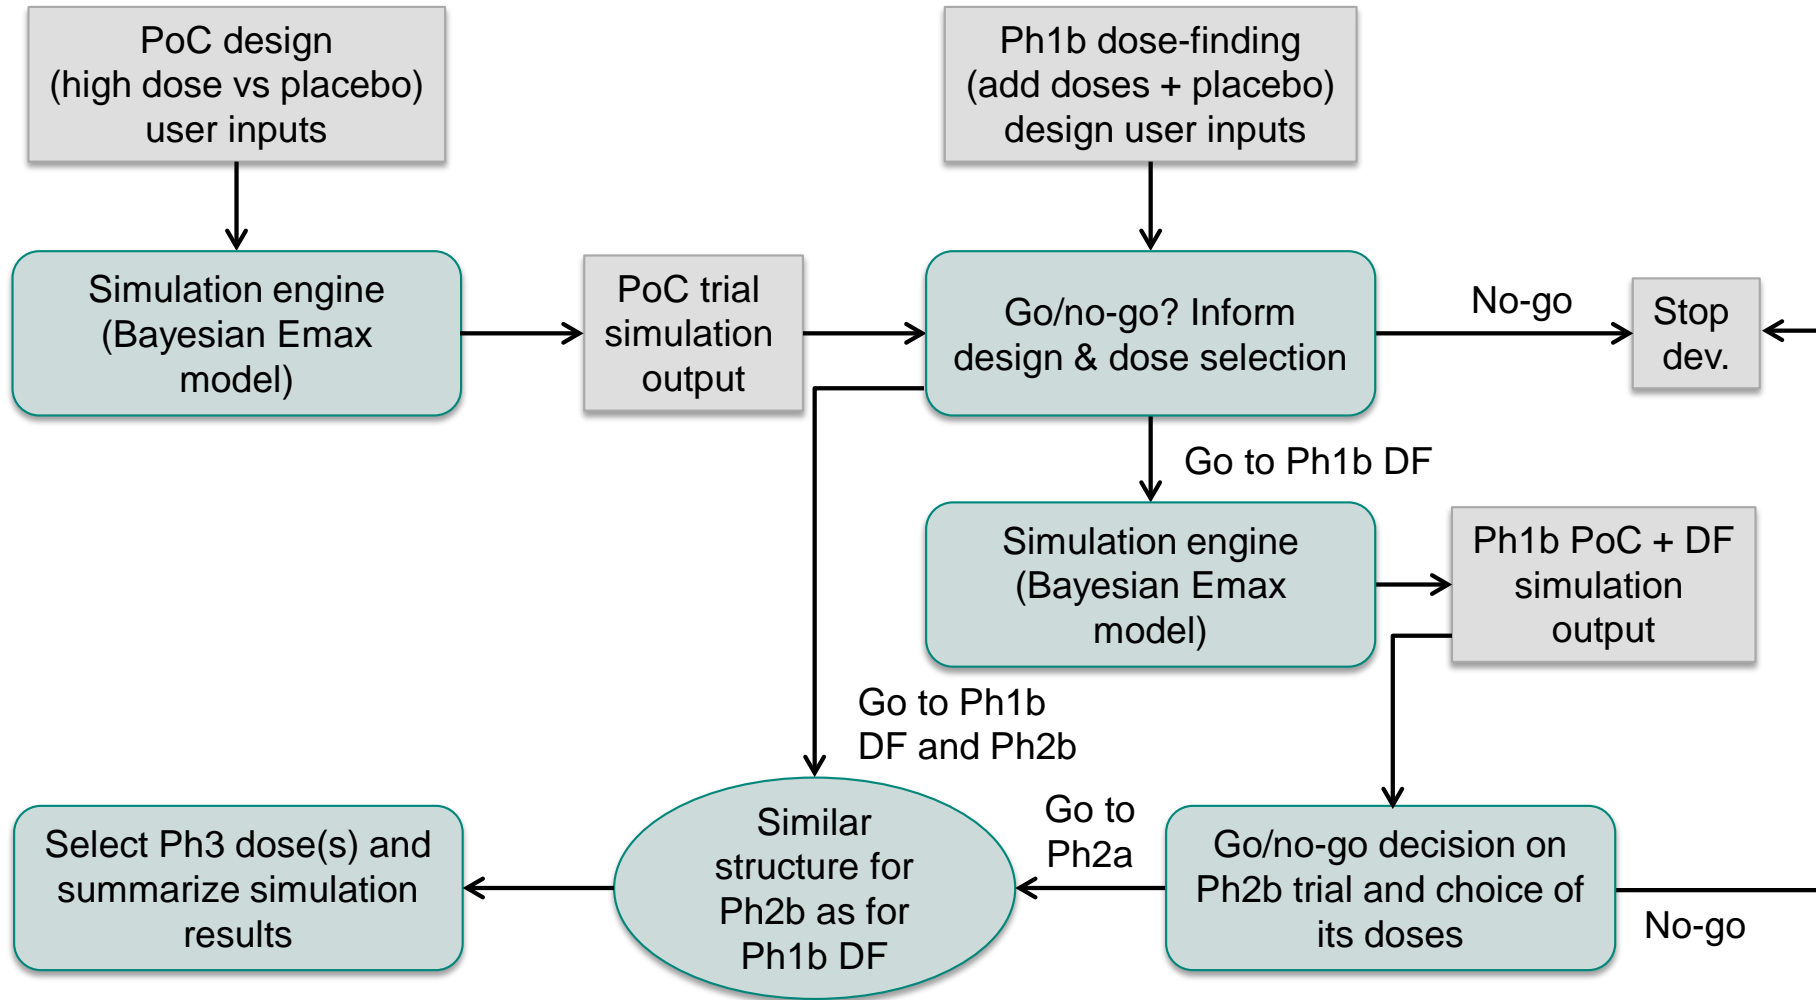 PoC design
(high dose vs placebo)
user inputs
Ph1b dose-finding
(add doses + placebo)
design user inputs
Simulation engine
(Bayesian Emax
model)
PoC trial
simulation
output
Go/no-go? Inform
design & dose selection
No-go
Stop
dev.
Go to Ph1b DF
Simulation engine
(Bayesian Emax
model)
Ph1b PoC + DF
simulation
output
Go to Ph1b
DF and Ph2b
Select Ph3 dose(s) and
summarize simulation
results
Similar
structure for
Ph2b as for
Ph1b DF
Go to
Ph2a
Go/no-go decision on
Ph2b trial and choice of
its doses
No-go